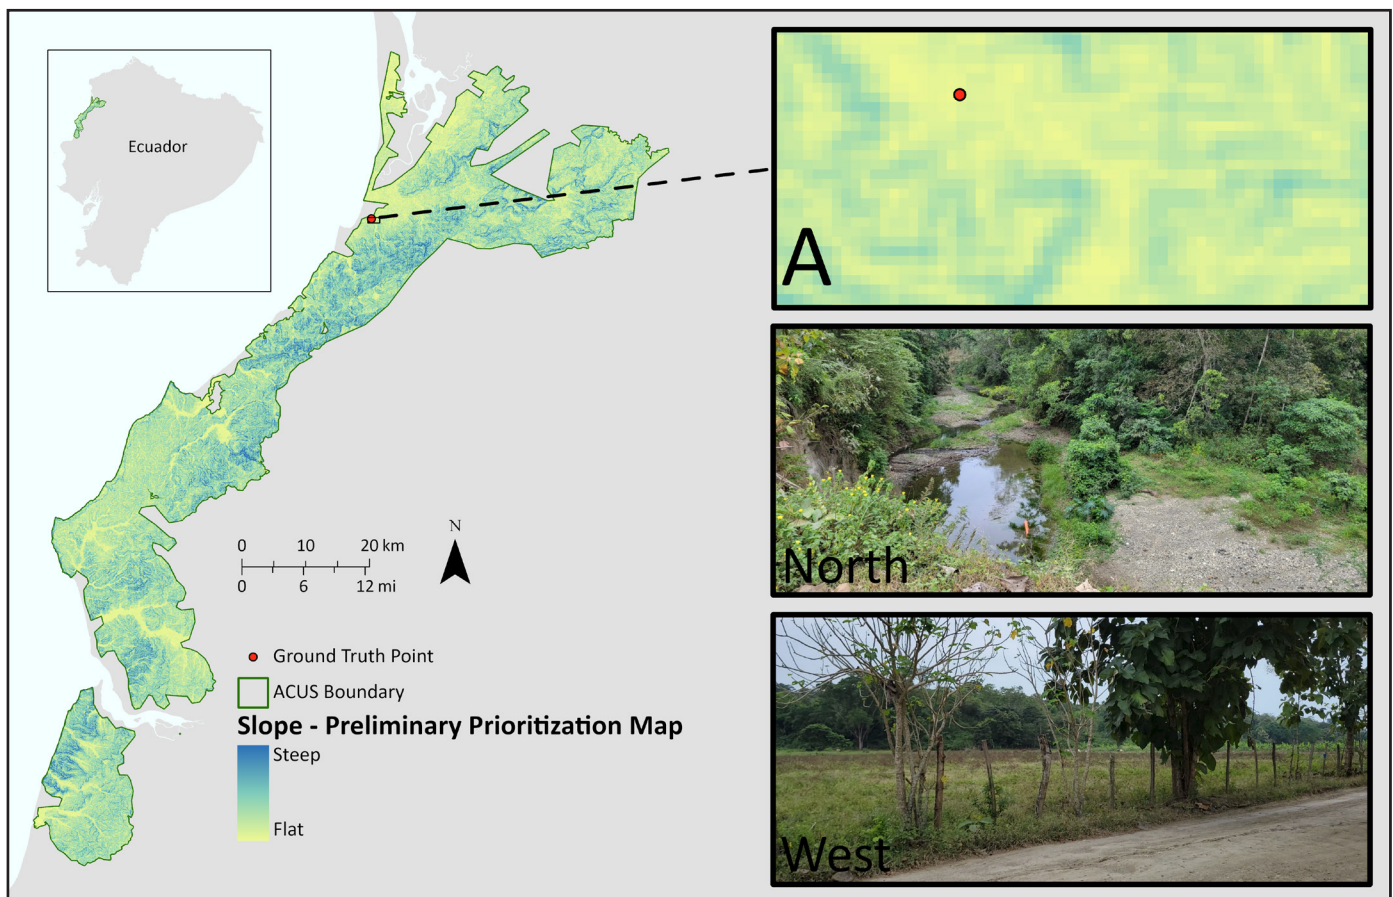 Ecuador
A
North
West
N
0 10 20 km
0 6 12 mi
Ground Truth Point
ACUS Boundary
Slope - Preliminary Prioritization Map
Steep
Flat